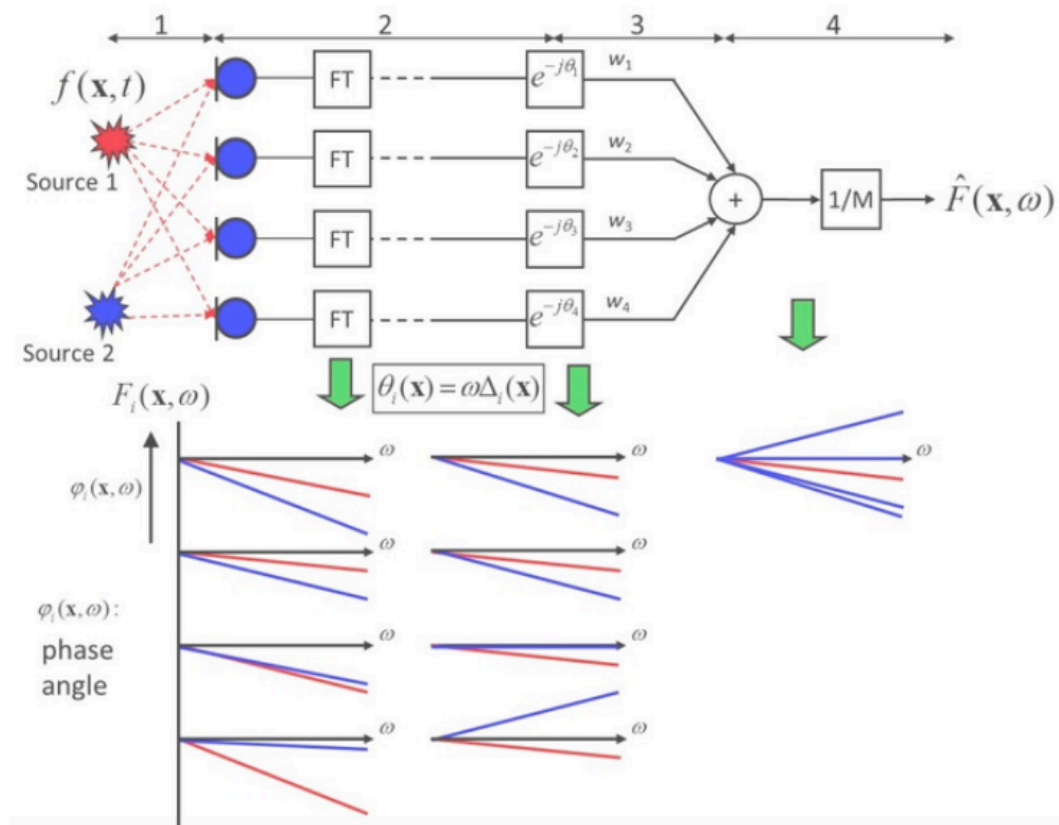 1 2 3 4
f(x,t)
Source 1
Source 2
FT
FT
FT
FT
e^{-jθ₁}
e^{-jθ₂}
e^{-jθ₃}
e^{-jθ₄}
w₁
w₂
w₃
w₄
+
1/M
F̂(x,ω)
θᵢ(x)=ωΔᵢ(x)
Fᵢ(x,ω)
φᵢ(x,ω)
ω
ω
ω
ω
ω
ω
ω
ω
ω
φᵢ(x,ω):
phase
angle